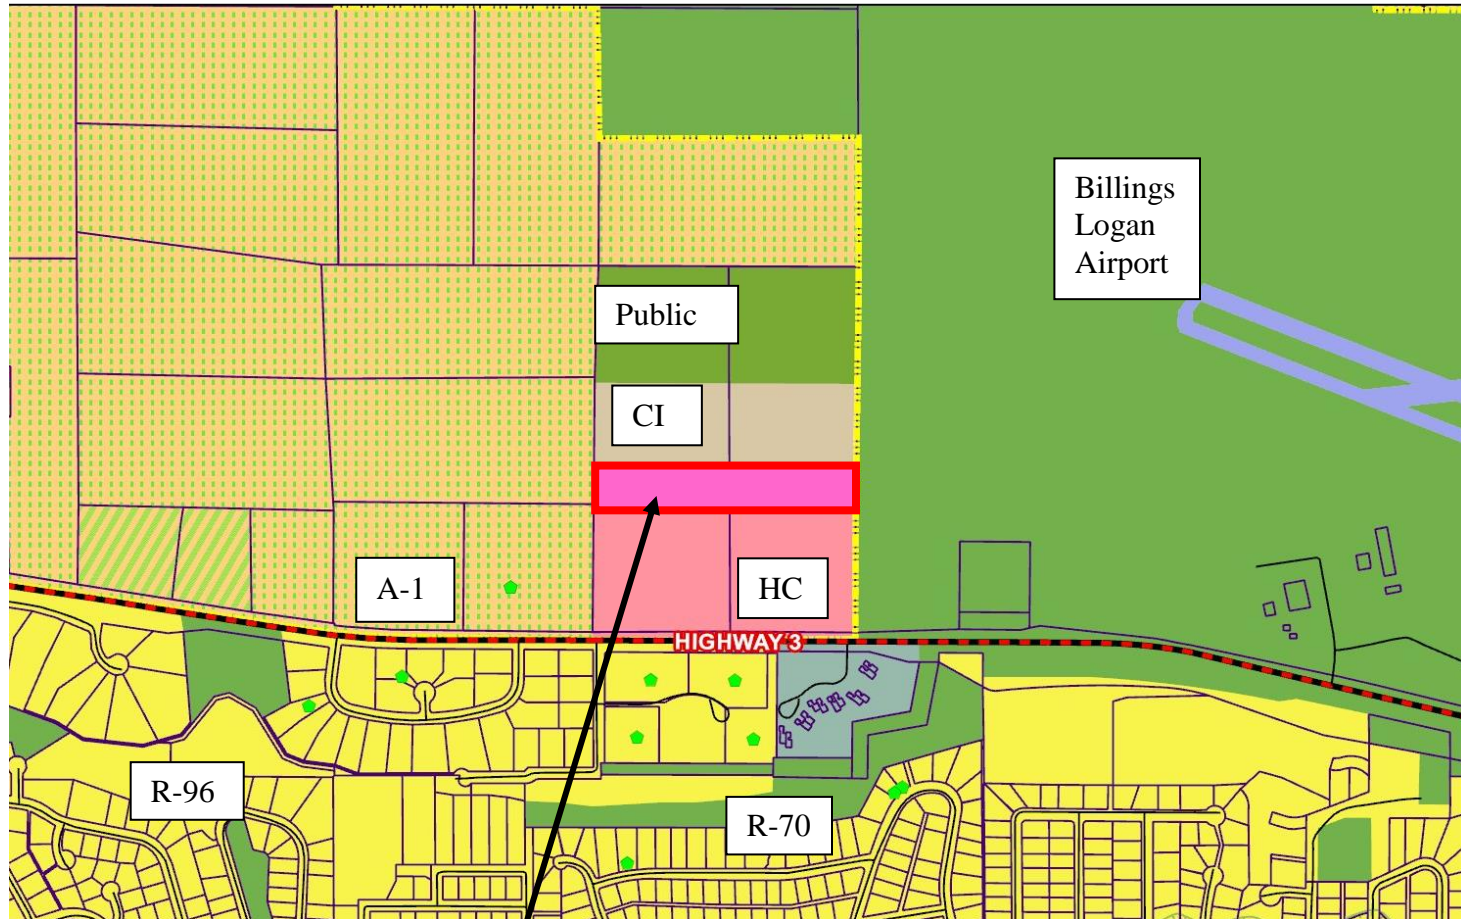 Billings
Logan
Airport
Public
CI
A-1
HC
HIGHWAY 3
R-96
R-70